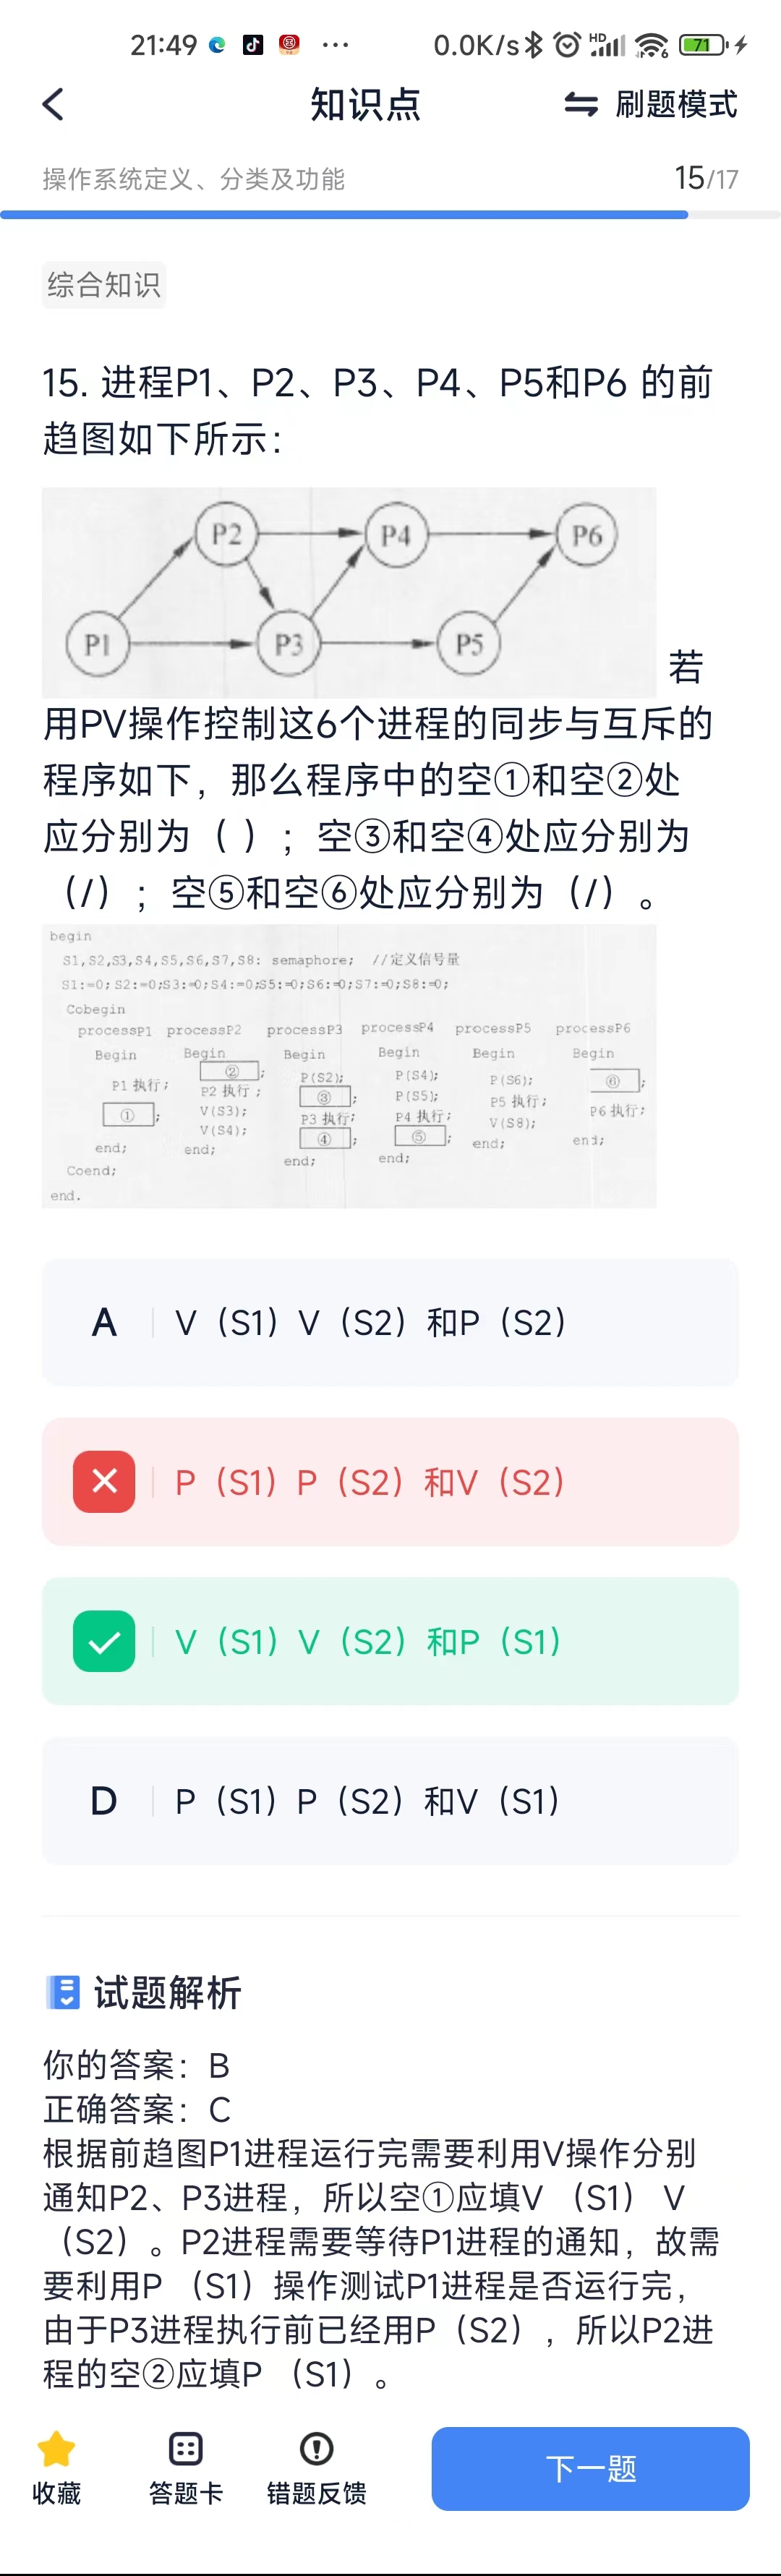 21:49 ··· 0.0K/s HD 6 71
知识点 刷题模式
操作系统定义、分类及功能 15/17
综合知识
15. 进程P1、P2、P3、P4、P5和P6 的前
趋图如下所示：
P2 P4 P6
P1 P3 P5
若
用PV操作控制这6个进程的同步与互斥的
程序如下，那么程序中的空①和空②处
应分别为（ ）；空③和空④处应分别为
（/）；空⑤和空⑥处应分别为（/）。
begin
S1,S2,S3,S4,S5,S6,S7,S8: semaphore; //定义信号量
S1:=0; S2:=0;S3:=0;S4:=0;S5:=0;S6:=0;S7:=0;S8:=0;
Cobegin
processP1 processP2 processP3 processP4 processP5 processP6
Begin Begin Begin Begin Begin Begin
②; P(S2); P(S4); P(S6); ⑥;
P1 执行; P2 执行; ③; P(S5); P5 执行; P6 执行;
①; V(S3); P3 执行; P4 执行; V(S8);
V(S4); ④; ⑤; end; end;
end; end; end; end;
Coend;
end.
A V（S1）V（S2）和P（S2）
P（S1）P（S2）和V（S2）
V（S1）V（S2）和P（S1）
D P（S1）P（S2）和V（S1）
试题解析
你的答案：B
正确答案：C
根据前趋图P1进程运行完需要利用V操作分别
通知P2、P3进程，所以空①应填V （S1） V
（S2）。P2进程需要等待P1进程的通知，故需
要利用P （S1）操作测试P1进程是否运行完，
由于P3进程执行前已经用P（S2），所以P2进
程的空②应填P （S1）。
收藏 答题卡 错题反馈 下一题